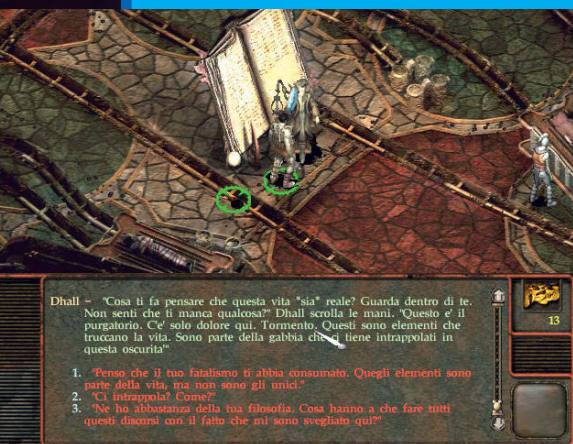 Dhall - "Cosa ti fa pensare che questa vita *sia* reale? Guarda dentro di te.
Non senti che ti manca qualcosa?" Dhall scrolla le mani. "Questo e' il
purgatorio. C'e' solo dolore qui. Tormento. Questi sono elementi che
truccano la vita. Sono parte della gabbia che ci tiene intrappolati in
questa oscurita'"
1. "Penso che il tuo fatalismo ti abbia consumato. Quegli elementi sono
parte della vita, ma non sono gli unici."
2. "Ci intrappola? Come?"
3. "Ne ho abbastanza della tua filosofia. Cosa hanno a che fare tutti
questi discorsi con il fatto che mi sono svegliato qui?"
13